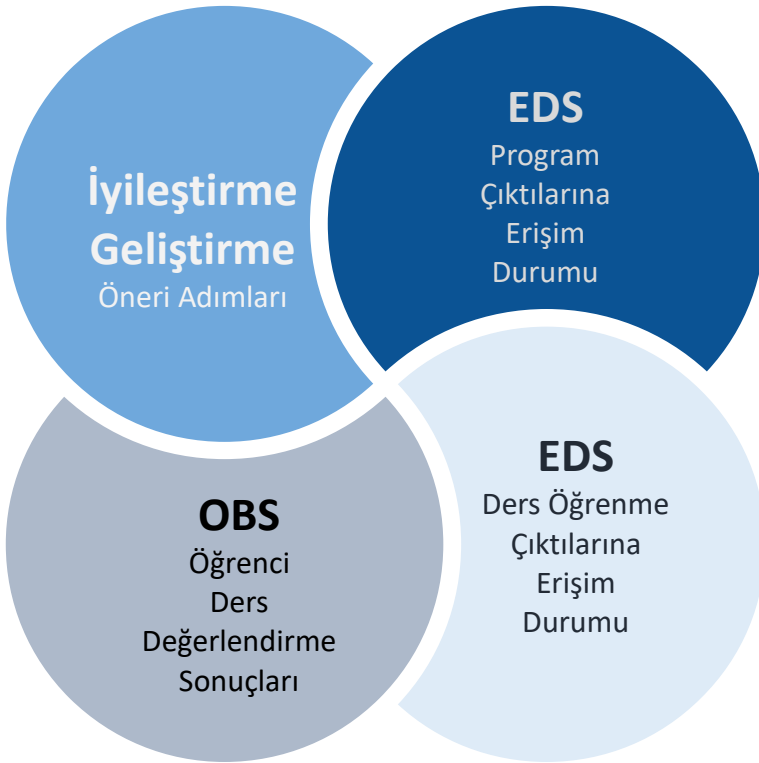 İyileştirme
Geliştirme
Öneri Adımları
EDS
Program
Çıktılarına
Erişim
Durumu
OBS
Öğrenci
Ders
Değerlendirme
Sonuçları
EDS
Ders Öğrenme
Çıktılarına
Erişim
Durumu